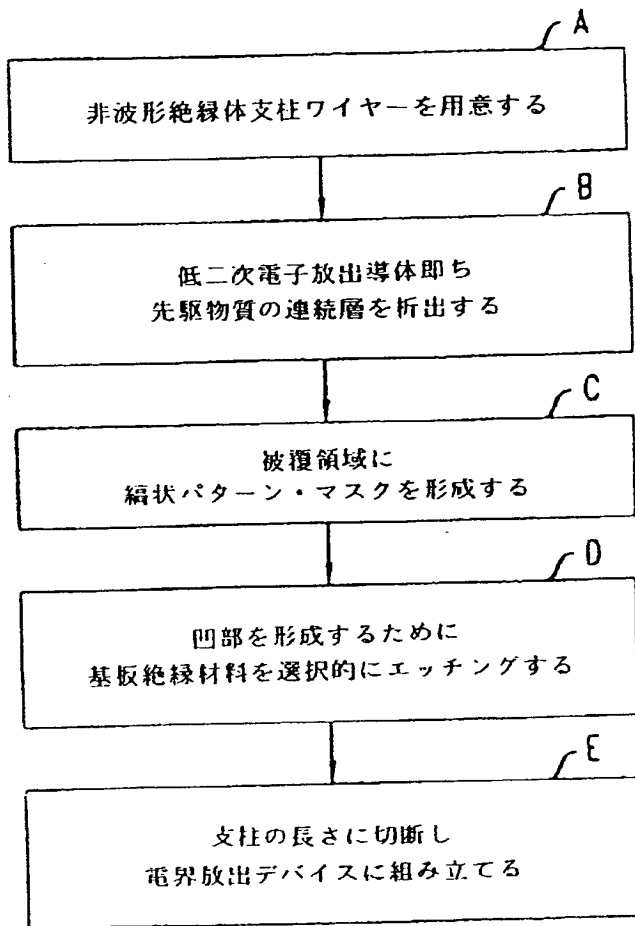 A
非波形絶縁体支柱ワイヤーを用意する
B
低二次電子放出導体即ち
先駆物質の連続層を析出する
C
被覆領域に
縞状パターン・マスクを形成する
D
凹部を形成するために
基板絶縁材料を選択的にエッチングする
E
支柱の長さに切断し
電界放出デバイスに組み立てる